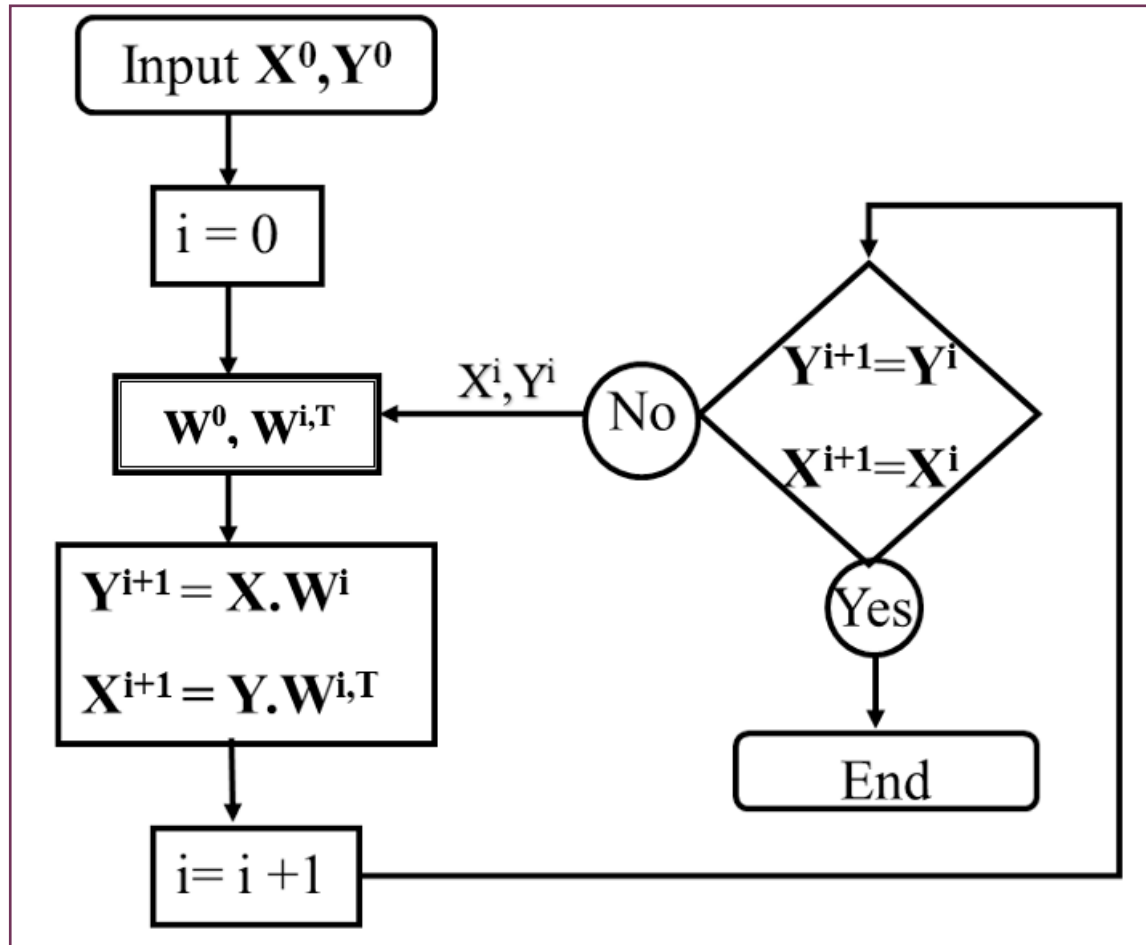 Input X⁰,Y⁰
i = 0
W⁰, Wⁱ,ᵀ
Yⁱ⁺¹ = X.Wⁱ
Xⁱ⁺¹ = Y.Wⁱ,ᵀ
i= i +1
Yⁱ⁺¹=Yⁱ
Xⁱ⁺¹=Xⁱ
No
Xⁱ,Yⁱ
Yes
End